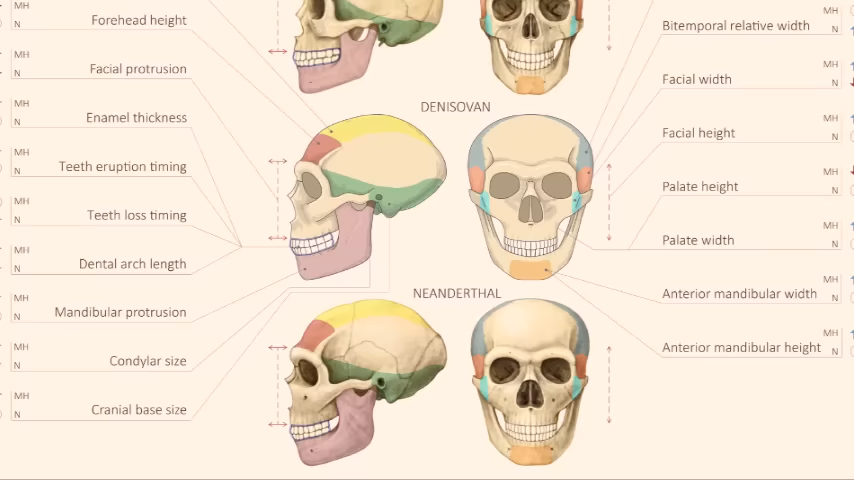 MH
N
Forehead height
MH
N
Facial protrusion
MH
N
Enamel thickness
MH
N
Teeth eruption timing
MH
N
Teeth loss timing
MH
N
Dental arch length
MH
N
Mandibular protrusion
MH
N
Condylar size
MH
N
Cranial base size
DENISOVAN
NEANDERTHAL
MH
Bitemporal relative width
N
MH
Facial width
N
MH
Facial height
N
MH
Palate height
N
MH
Palate width
N
MH
Anterior mandibular width
N
MH
Anterior mandibular height
N